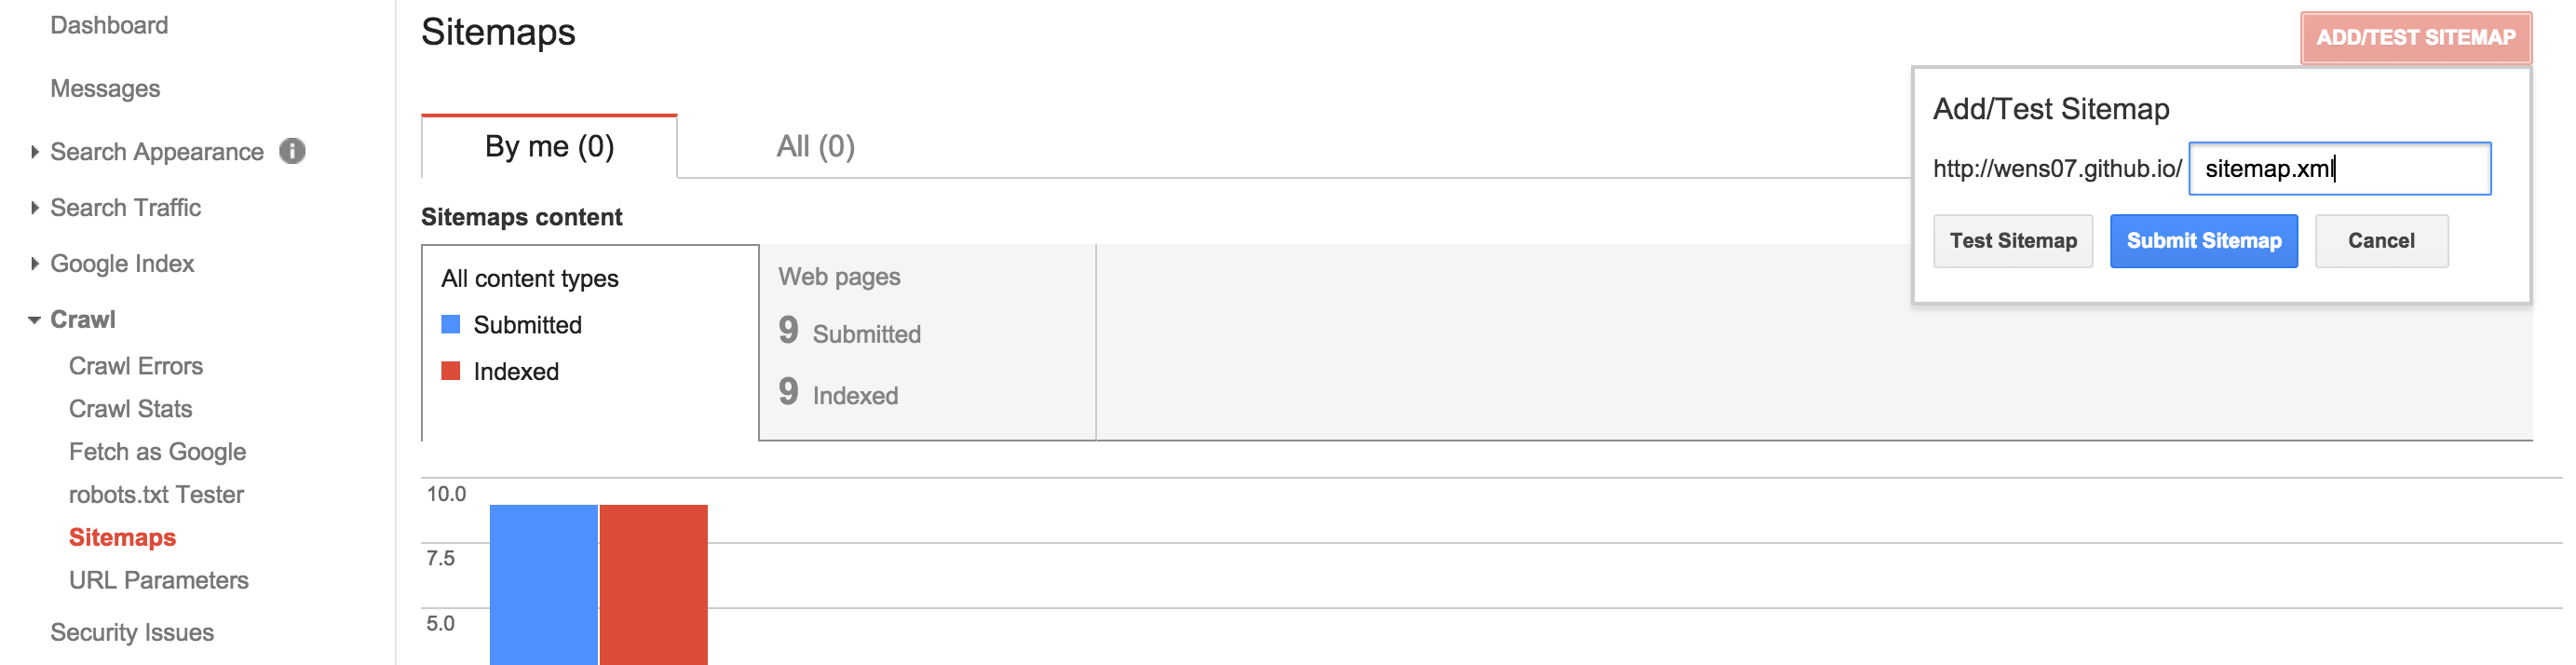 Dashboard
Messages
Search Appearance i
Search Traffic
Google Index
Crawl
Crawl Errors
Crawl Stats
Fetch as Google
robots.txt Tester
Sitemaps
URL Parameters
Security Issues
Sitemaps
ADD/TEST SITEMAP
Add/Test Sitemap
http://wens07.github.io/ sitemap.xml
Test Sitemap Submit Sitemap Cancel
By me (0) All (0)
Sitemaps content
All content types
Submitted
Indexed
Web pages
9 Submitted
9 Indexed
10.0
7.5
5.0